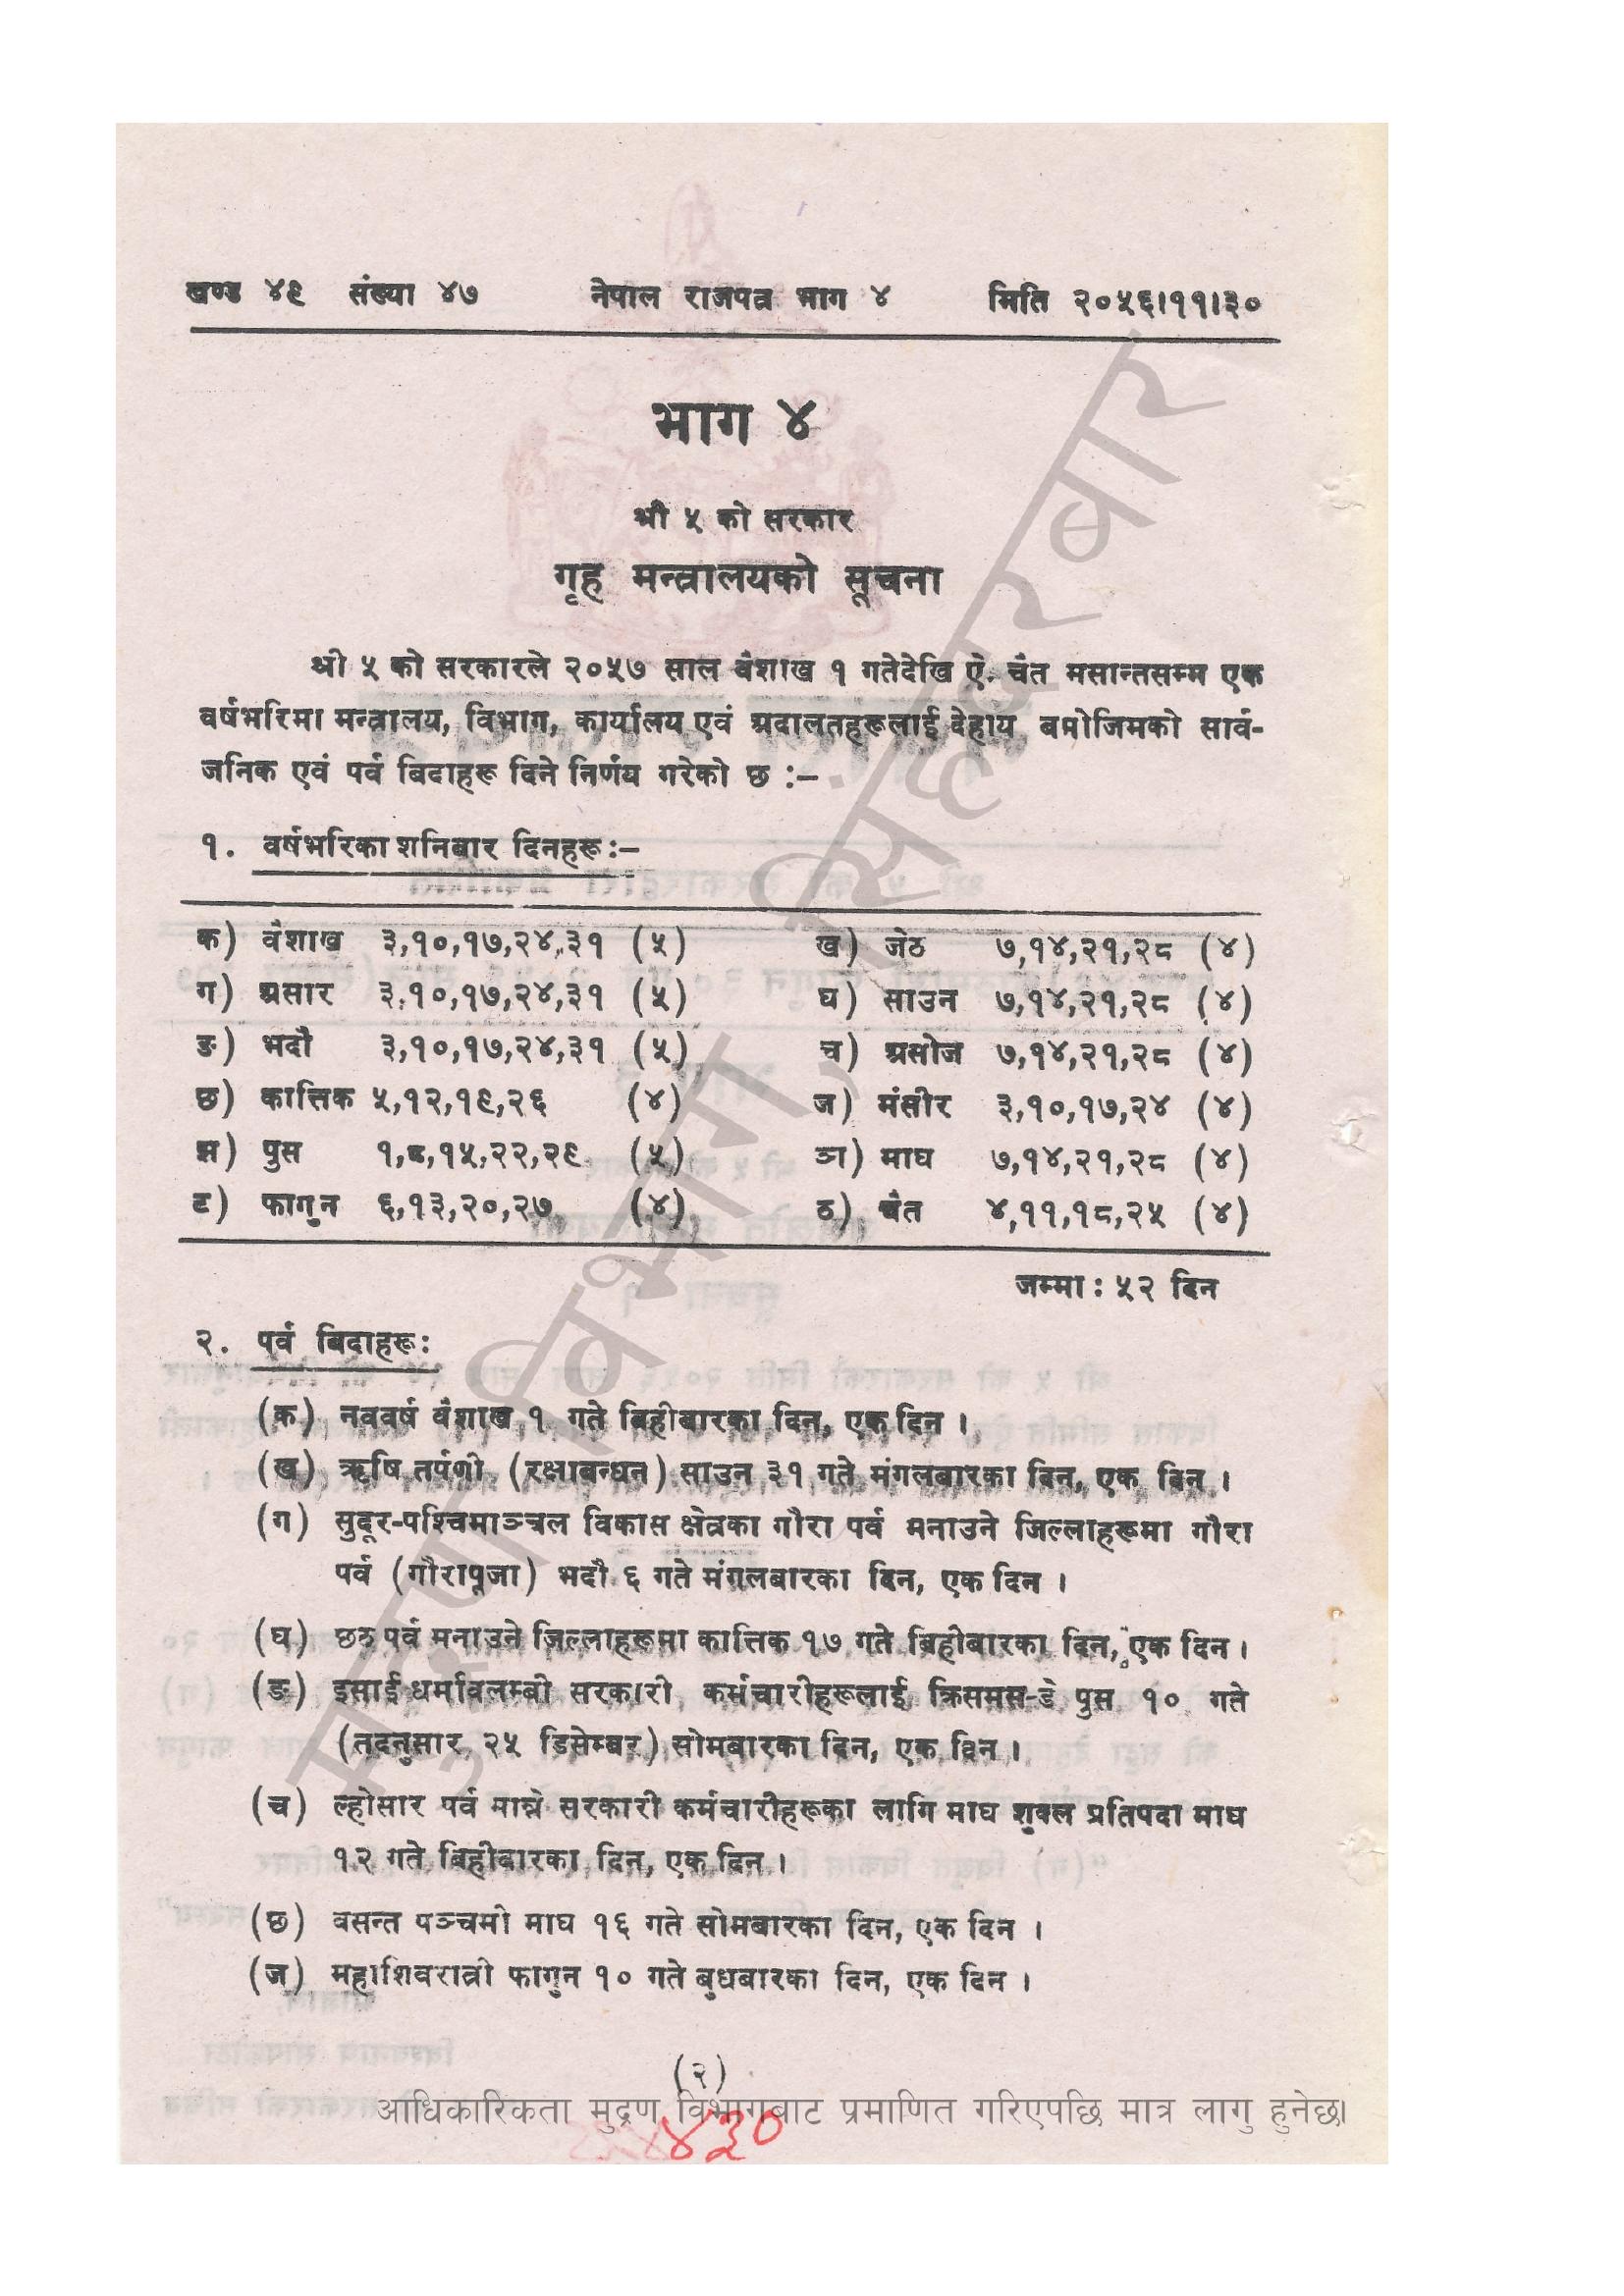 खण्ड ४९ संख्या ४७ नेपाल राजपत्र भाग ४ मिति २०५६।११।३०
भाग ४
श्री ५ को सरकार
गृह मन्त्रालयको सूचना
श्री ५ को सरकारले २०५७ साल बैशाख १ गतेदेखि ऐ. चैत मसान्तसम्म एक
वर्षभरिमा मन्त्रालय, विभाग, कार्यालय एवं अदालतहरूलाई देहाय बमोजिमको सार्व-
जनिक एवं पर्व बिदाहरू दिने निर्णय गरेको छ :–
१. वर्षभरिका शनिबार दिनहरू :–
क) बैशाख ३,१०,१७,२४,३१ (५) ख) जेठ ७,१४,२१,२८ (४)
ग) असार ३,१०,१७,२४,३१ (५) घ) साउन ७,१४,२१,२८ (४)
ङ) भदौ ३,१०,१७,२४,३१ (५) च) असोज ७,१४,२१,२८ (४)
छ) कात्तिक ५,१२,१९,२६ (४) ज) मंसीर ३,१०,१७,२४ (४)
झ) पुस १,८,१५,२२,२९ (५) ञ) माघ ७,१४,२१,२८ (४)
ट) फागुन ६,१३,२०,२७ (४) ठ) चैत ४,११,१८,२५ (४)
जम्मा : ५२ दिन
२. पर्व बिदाहरू :
(क) नववर्ष बैशाख १ गते बिहीबारका दिन, एक दिन ।
(ख) ऋषि तर्पणी (रक्षाबन्धन) साउन ३१ गते मंगलबारका दिन, एक दिन ।
(ग) सुदूर-पश्चिमाञ्चल विकास क्षेत्रका गौरा पर्व मनाउने जिल्लाहरूमा गौरा
पर्व (गौरापूजा) भदौ ६ गते मंगलबारका दिन, एक दिन ।
(घ) छठ पर्व मनाउने जिल्लाहरूमा कात्तिक १७ गते बिहीबारका दिन, एक दिन ।
(ङ) इसाई धर्मावलम्बी सरकारी कर्मचारीहरूलाई क्रिसमस-डे पुस १० गते
(तदनुसार २५ डिसेम्बर) सोमबारका दिन, एक दिन ।
(च) ल्होसार पर्व मान्ने सरकारी कर्मचारीहरूका लागि माघ शुक्ल प्रतिपदा माघ
१२ गते बिहीबारका दिन, एक दिन ।
(छ) वसन्त पञ्चमी माघ १६ गते सोमबारका दिन, एक दिन ।
(ज) महाशिवरात्री फागुन १० गते बुधबारका दिन, एक दिन ।
(२)
आधिकारिकता मुद्रण विभागबाट प्रमाणित गरिएपछि मात्र लागु हुनेछ।
४३०
मुद्रण विभाग, सिंहदरबार